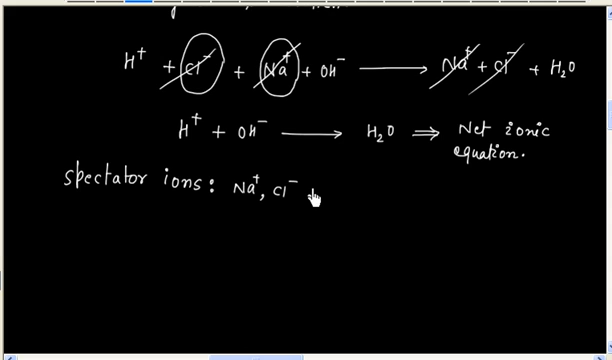 H⁺ + Cl⁻ + Na⁺ + OH⁻ ⟶ Na⁺ + Cl⁻ + H₂O
H⁺ + OH⁻ ⟶ H₂O ⟹ Net ionic
equation.
Spectator ions: Na⁺, Cl⁻